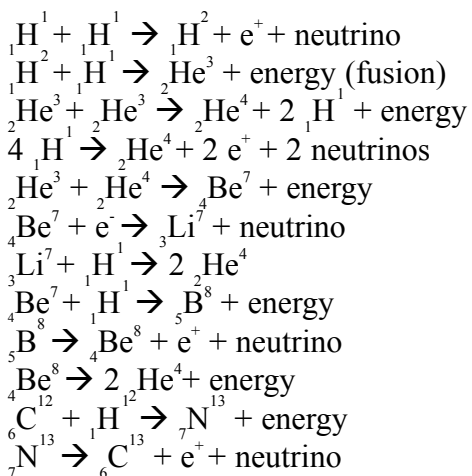 ₁H¹ + ₁H¹ → ₁H² + e⁺ + neutrino
₁H² + ₁H¹ → ₂He³ + energy (fusion)
₂He³ + ₂He³ → ₂He⁴ + 2 ₁H¹ + energy
4 ₁H¹ → ₂He⁴ + 2 e⁺ + 2 neutrinos
₂He³ + ₂He⁴ → ₄Be⁷ + energy
₄Be⁷ + e⁻ → ₃Li⁷ + neutrino
₃Li⁷ + ₁H¹ → 2 ₂He⁴
₄Be⁷ + ₁H¹ → ₅B⁸ + energy
₅B⁸ → ₄Be⁸ + e⁺ + neutrino
₄Be⁸ → 2 ₂He⁴ + energy
₆C¹² + ₁H¹ → ₇N¹³ + energy
₇N¹³ → ₆C¹³ + e⁺ + neutrino